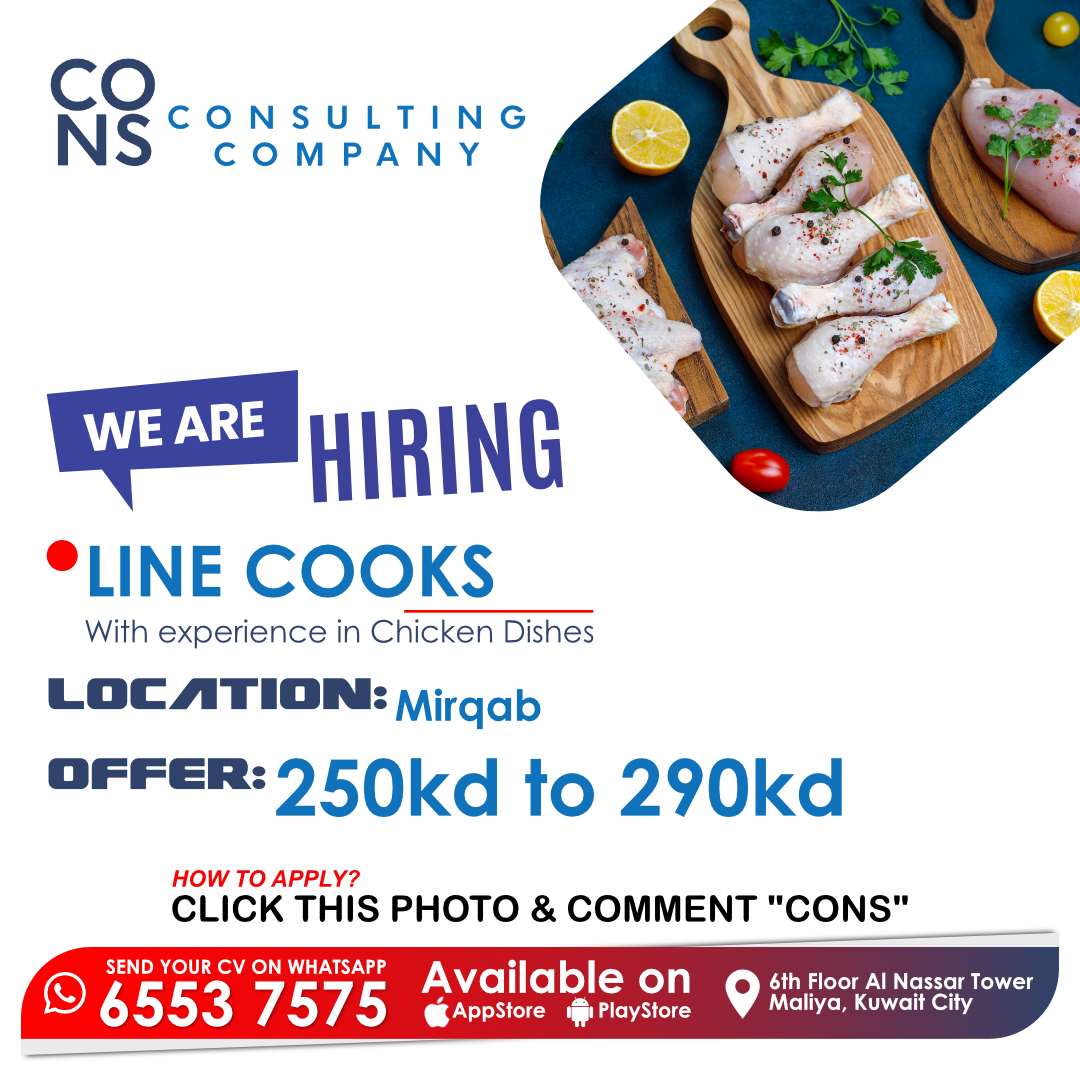 CO
NS
CONSULTING
COMPANY
WE ARE
HIRING
LINE COOKS
With experience in Chicken Dishes
LOCATION: Mirqab
OFFER: 250kd to 290kd
HOW TO APPLY?
CLICK THIS PHOTO & COMMENT "CONS"
SEND YOUR CV ON WHATSAPP
6553 7575
Available on
AppStore PlayStore
6th Floor Al Nassar Tower
Maliya, Kuwait City